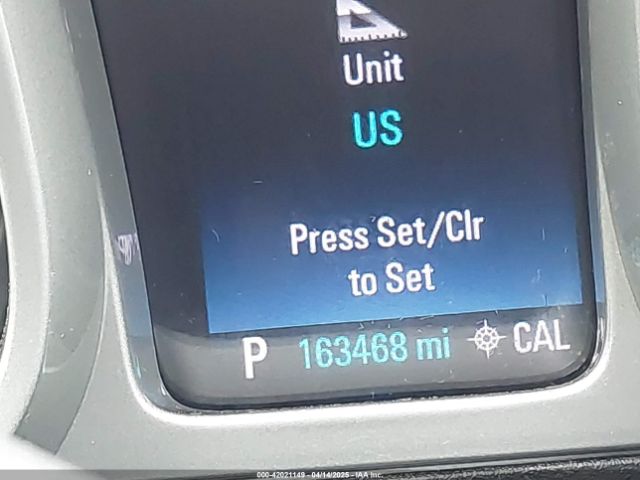 Unit
US
Press Set/Clr
to Set
P 163468 mi CAL
000-42021149 - 04/14/2025 - IAA Inc.